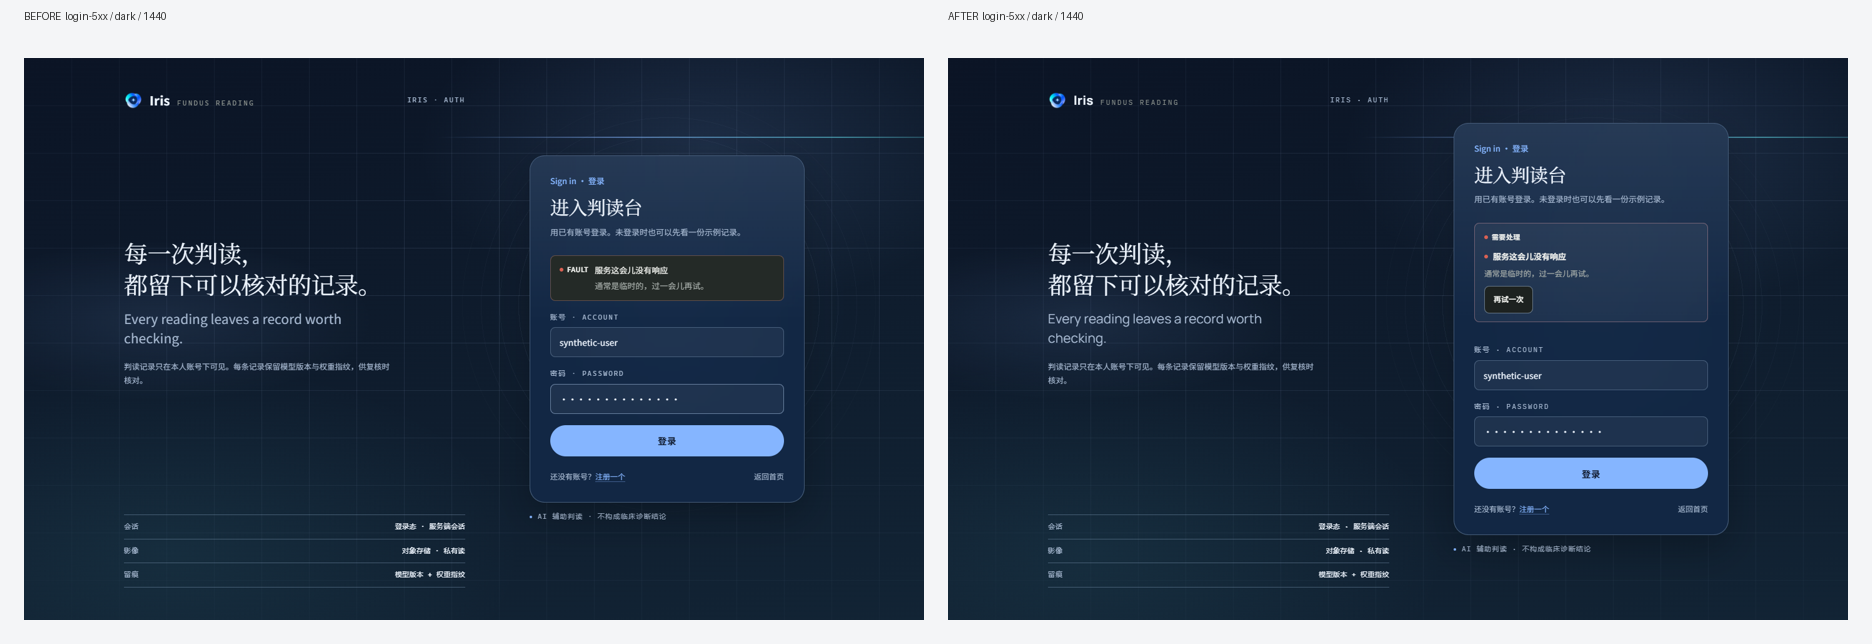 BEFORE login-5xx / dark / 1440
Iris FUNDUS READING
IRIS · AUTH
每一次判读，
都留下可以核对的记录。
Every reading leaves a record worth
checking.
判读记录只在本人账号下可见。每条记录保留模型版本与权重指纹，供复核时
核对。
会话 登录态 · 服务端会话
影像 对象存储 · 私有读
留痕 模型版本 + 权重指纹
Sign in · 登录
进入判读台
用已有账号登录。未登录时也可以先看一份示例记录。
FAULT 服务这会儿没有响应
通常是临时的，过一会儿再试。
账号 · ACCOUNT
synthetic-user
密码 · PASSWORD
登录
还没有账号？ 注册一个 返回首页
AI 辅助判读 · 不构成临床诊断结论
AFTER login-5xx / dark / 1440
Iris FUNDUS READING
IRIS · AUTH
每一次判读，
都留下可以核对的记录。
Every reading leaves a record worth
checking.
判读记录只在本人账号下可见。每条记录保留模型版本与权重指纹，供复核时
核对。
会话 登录态 · 服务端会话
影像 对象存储 · 私有读
留痕 模型版本 + 权重指纹
Sign in · 登录
进入判读台
用已有账号登录。未登录时也可以先看一份示例记录。
需要处理
服务这会儿没有响应
通常是临时的，过一会儿再试。
再试一次
账号 · ACCOUNT
synthetic-user
密码 · PASSWORD
登录
还没有账号？ 注册一个 返回首页
AI 辅助判读 · 不构成临床诊断结论